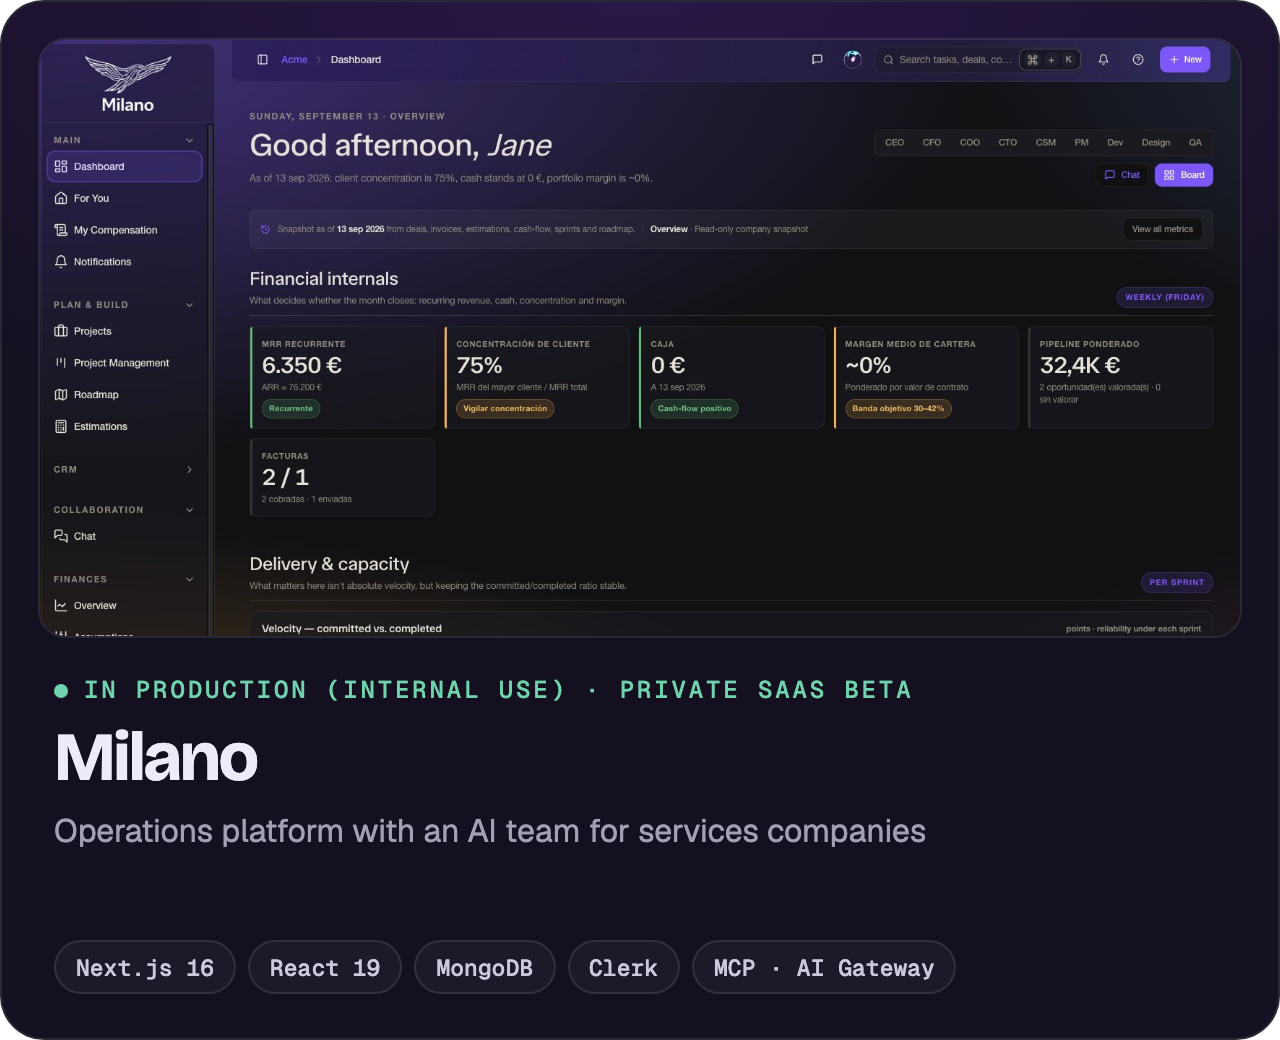 Milano
MAIN
Dashboard
For You
My Compensation
Notifications
PLAN & BUILD
Projects
Project Management
Roadmap
Estimations
CRM
COLLABORATION
Chat
FINANCES
Overview
Assumptions
Acme > Dashboard
Search tasks, deals, co... ⌘ + K
+ New
SUNDAY, SEPTEMBER 13 · OVERVIEW
Good afternoon, Jane
As of 13 sep 2026: client concentration is 75%, cash stands at 0 €, portfolio margin is ~0%.
CEO CFO COO CTO CSM PM Dev Design QA
Chat Board
Snapshot as of 13 sep 2026 from deals, invoices, estimations, cash-flow, sprints and roadmap. Overview · Read-only company snapshot
View all metrics
Financial internals
What decides whether the month closes: recurring revenue, cash, concentration and margin.
WEEKLY (FRIDAY)
MRR RECURRENTE
6.350 €
ARR ≈ 76.200 €
Recurrente
CONCENTRACIÓN DE CLIENTE
75%
MRR del mayor cliente / MRR total
Vigilar concentración
CAJA
0 €
A 13 sep 2026
Cash-flow positivo
MARGEN MEDIO DE CARTERA
~0%
Ponderado por valor de contrato
Banda objetivo 30–42%
PIPELINE PONDERADO
32,4K €
2 oportunidad(es) valorada(s) · 0
sin valorar
FACTURAS
2 / 1
2 cobradas · 1 enviadas
Delivery & capacity
What matters here isn't absolute velocity, but keeping the committed/completed ratio stable.
PER SPRINT
Velocity — committed vs. completed
points · reliability under each sprint
IN PRODUCTION (INTERNAL USE) · PRIVATE SAAS BETA
Milano
Operations platform with an AI team for services companies
Next.js 16 React 19 MongoDB Clerk MCP · AI Gateway